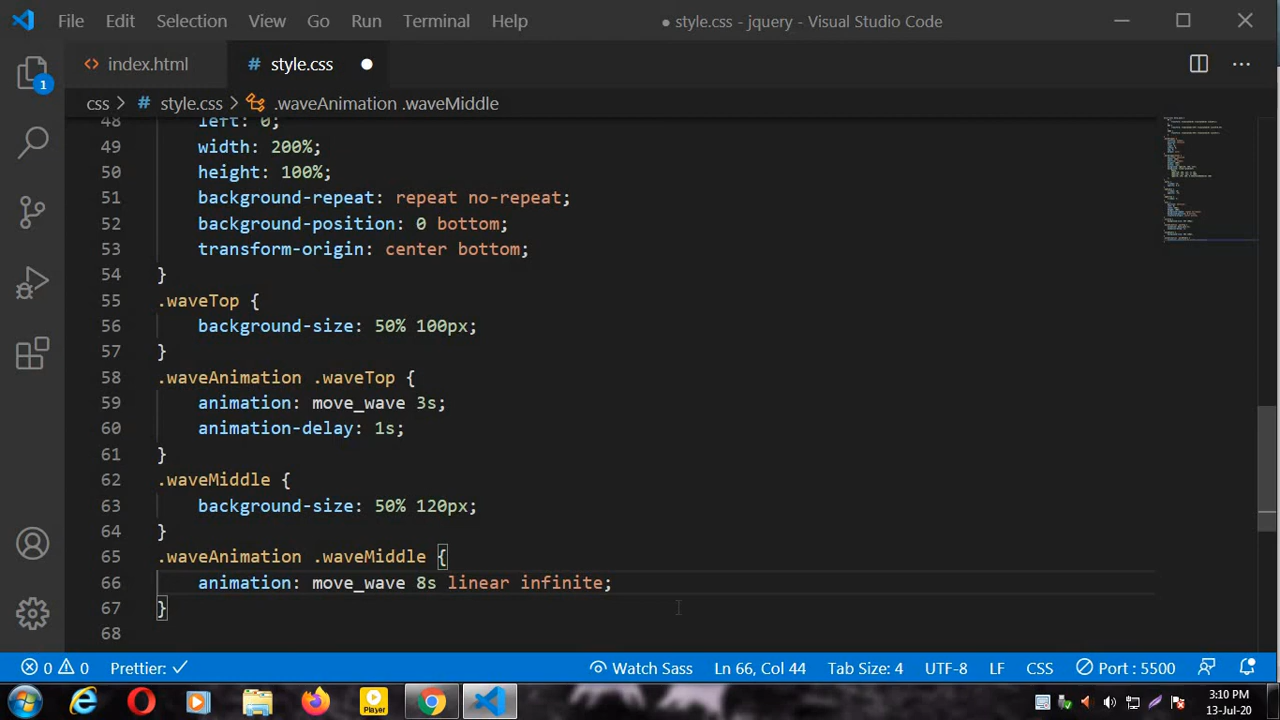 File Edit Selection View Go Run Terminal Help ● style.css - jquery - Visual Studio Code
<> index.html # style.css ●
css > # style.css > .waveAnimation .waveMiddle
48 left: 0;
49 width: 200%;
50 height: 100%;
51 background-repeat: repeat no-repeat;
52 background-position: 0 bottom;
53 transform-origin: center bottom;
54 }
55 .waveTop {
56 background-size: 50% 100px;
57 }
58 .waveAnimation .waveTop {
59 animation: move_wave 3s;
60 animation-delay: 1s;
61 }
62 .waveMiddle {
63 background-size: 50% 120px;
64 }
65 .waveAnimation .waveMiddle {
66 animation: move_wave 8s linear infinite;
67 }
68
1
0 0 Prettier: ✓ Watch Sass Ln 66, Col 44 Tab Size: 4 UTF-8 LF CSS Port : 5500
Player
3:10 PM
13-Jul-20